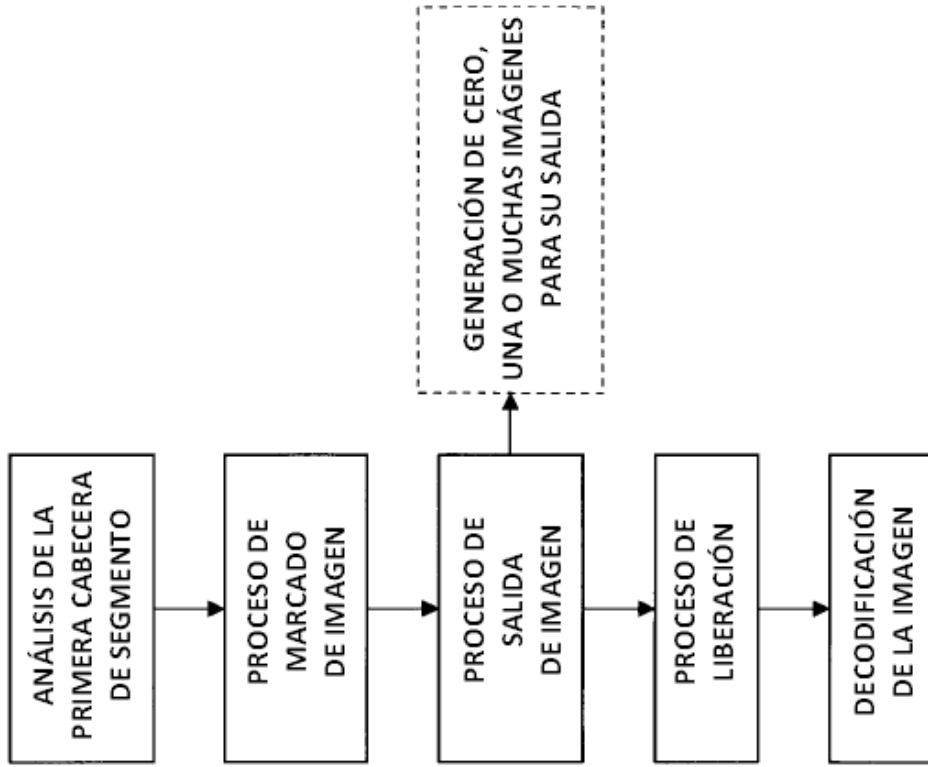 ANÁLISIS DE LA
PRIMERA CABECERA
DE SEGMENTO
PROCESO DE
MARCADO
DE IMAGEN
PROCESO DE
SALIDA
DE IMAGEN
GENERACIÓN DE CERO,
UNA O MUCHAS IMÁGENES
PARA SU SALIDA
PROCESO DE
LIBERACIÓN
DECODIFICACIÓN
DE LA IMAGEN